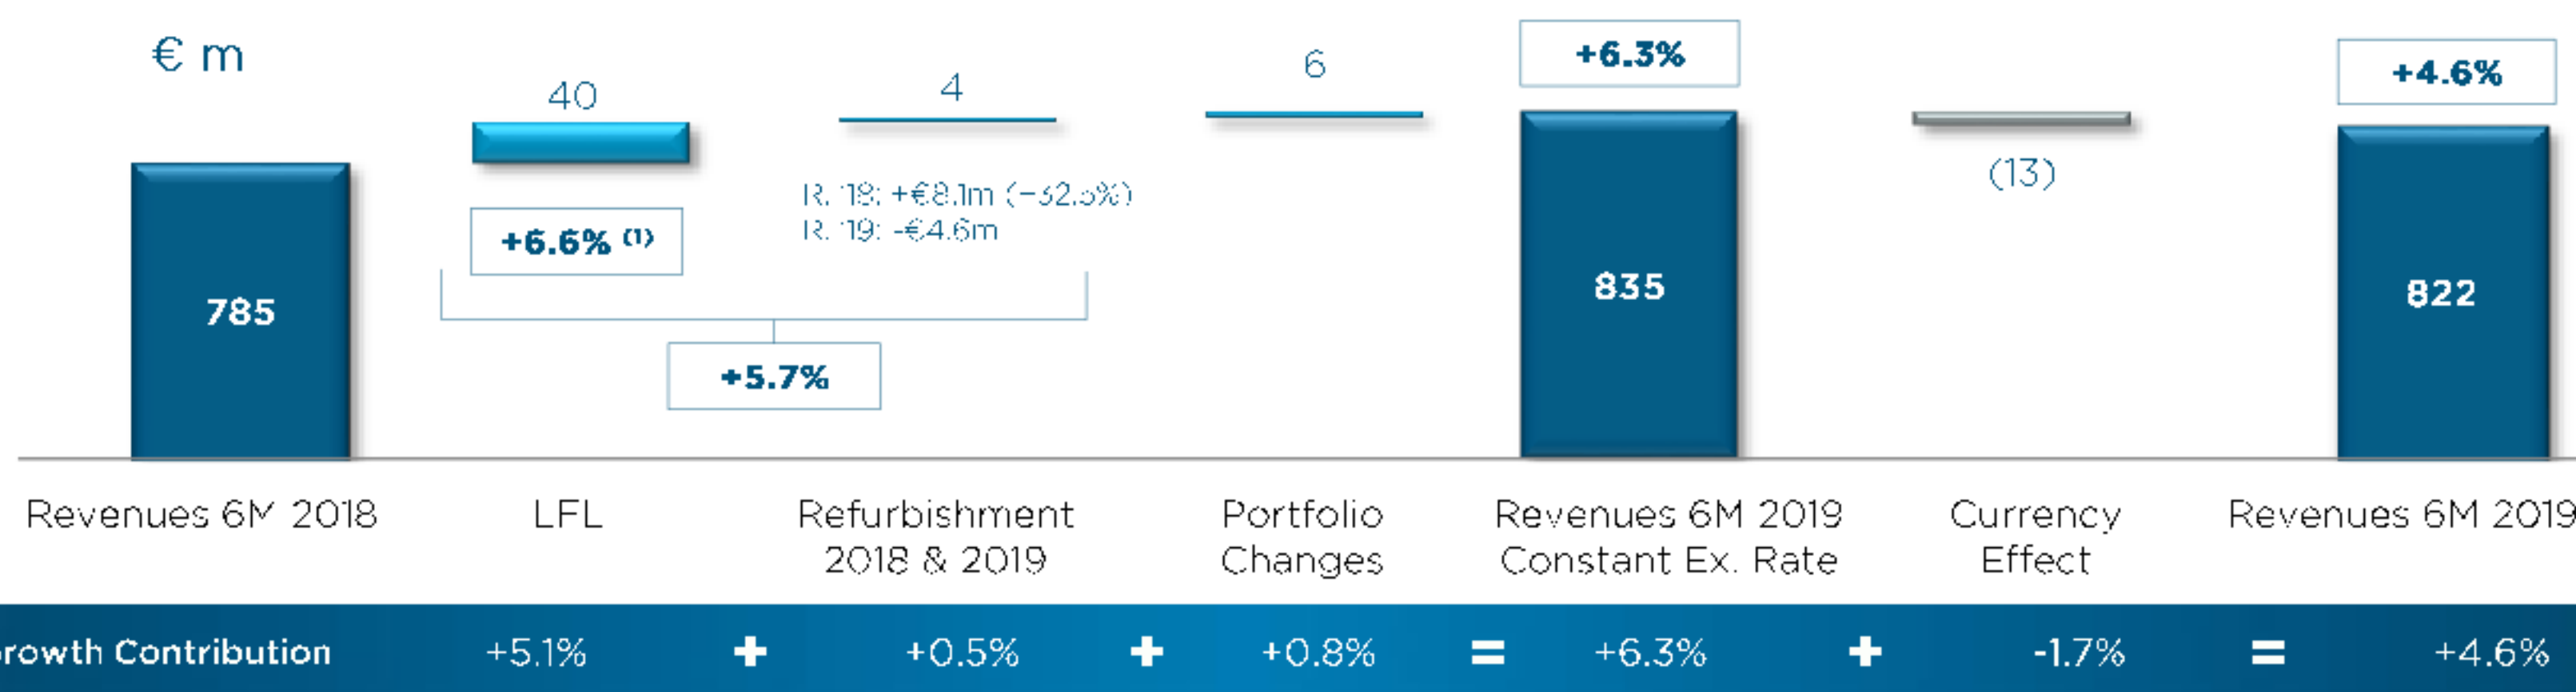 € m
40
4
6
+6.3%
+4.6%
R. '18: +€8.1m
R. '19: -€4.6m
(13)
+6.6% (1)
785
835
822
+5.7%
Revenues 6M 2018
LFL
Refurbishment
2018 & 2019
Portfolio
Changes
Revenues 6M 2019
Constant Ex. Rate
Currency
Effect
Revenues 6M 2019
Growth Contribution +5.1% + +0.5% + +0.8% = +6.3% + -1.7% = +4.6%